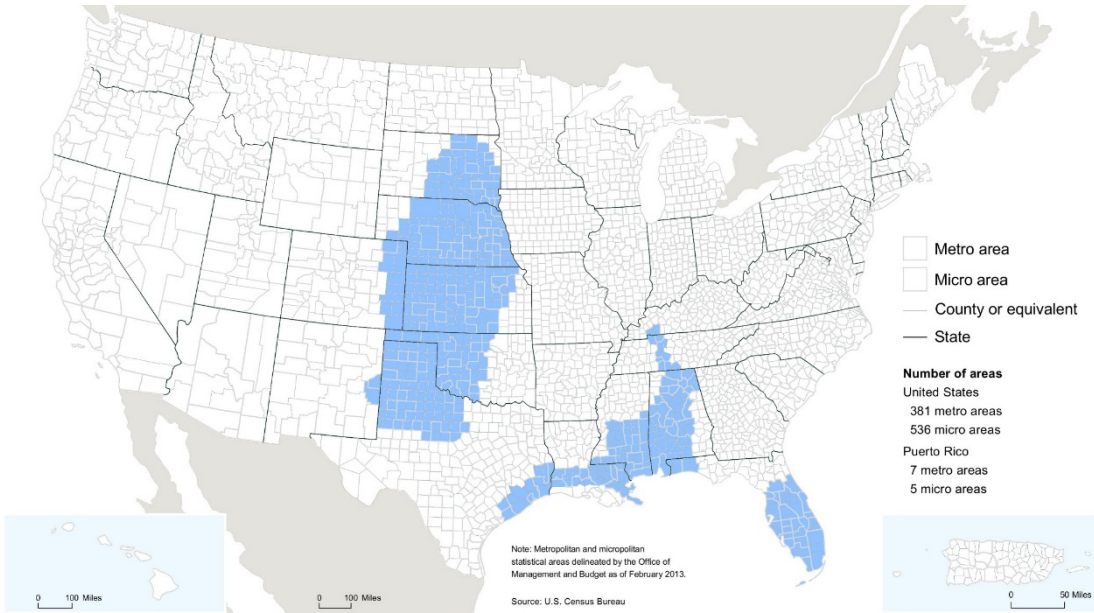 Metro area
Micro area
County or equivalent
State
Number of areas
United States
381 metro areas
536 micro areas
Puerto Rico
7 metro areas
5 micro areas
Note: Metropolitan and micropolitan
statistical areas delineated by the Office of
Management and Budget as of February 2013.
Source: U.S. Census Bureau
0 100 Miles
0 100 Miles
0 50 Miles